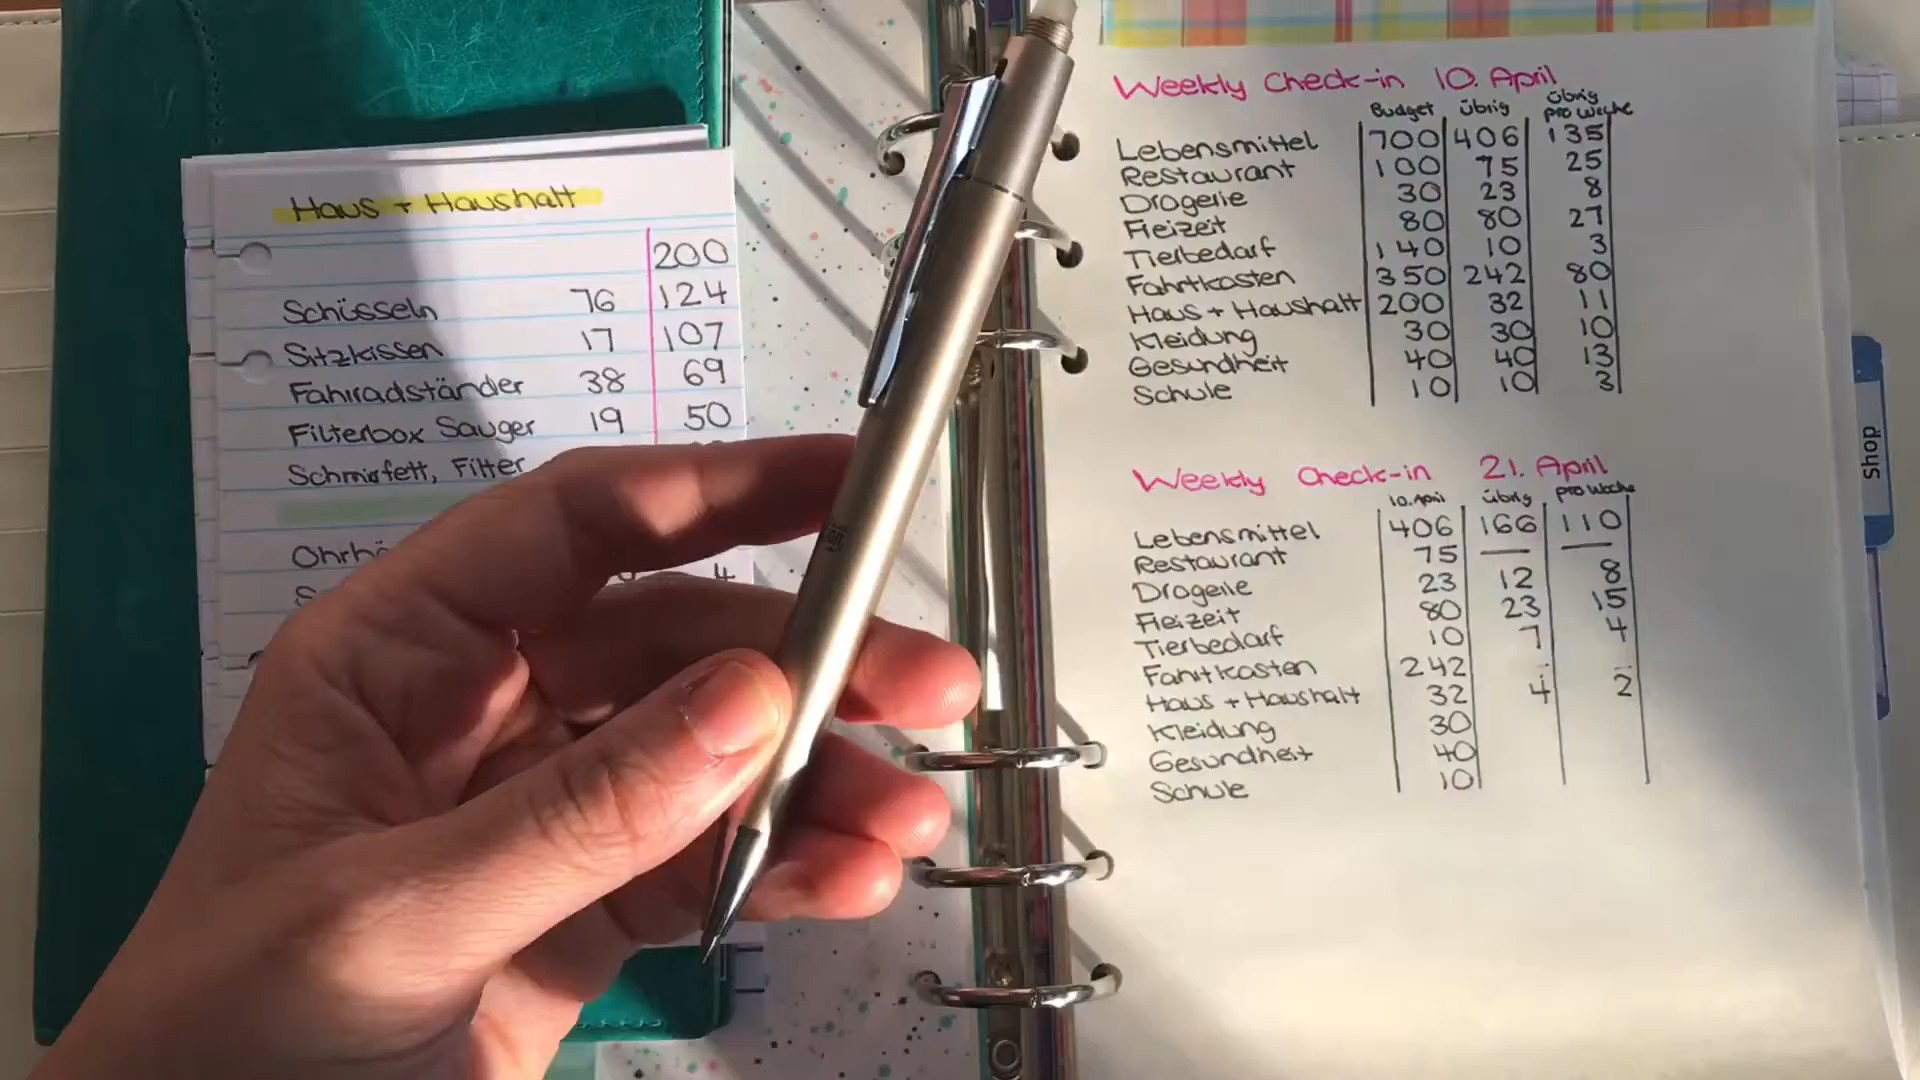 Haus + Haushalt
200
Schüsseln 76 124
Sitzkissen 17 107
Fahrradständer 38 69
Filterbox Sauger 19 50
Schmierfett, Filter
4
Weekly Check-in 10. April
Budget übrig übrig pro Woche
Lebensmittel 700 406 135
Restaurant 100 75 25
Drogerie 30 23 8
Freizeit 80 80 27
Tierbedarf 140 10 3
Fahrtkosten 350 242 80
Haus + Haushalt 200 32 11
Kleidung 30 30 10
Gesundheit 40 40 13
Schule 10 10 3
Weekly Check-in 21. April
10. April übrig pro Woche
Lebensmittel 406 166 110
Restaurant 75 — —
Drogerie 23 12 8
Freizeit 80 23 15
Tierbedarf 10 7 4
Fahrtkosten 242
Haus + Haushalt 32 4 2
Kleidung 30
Gesundheit 40
Schule 10
shop